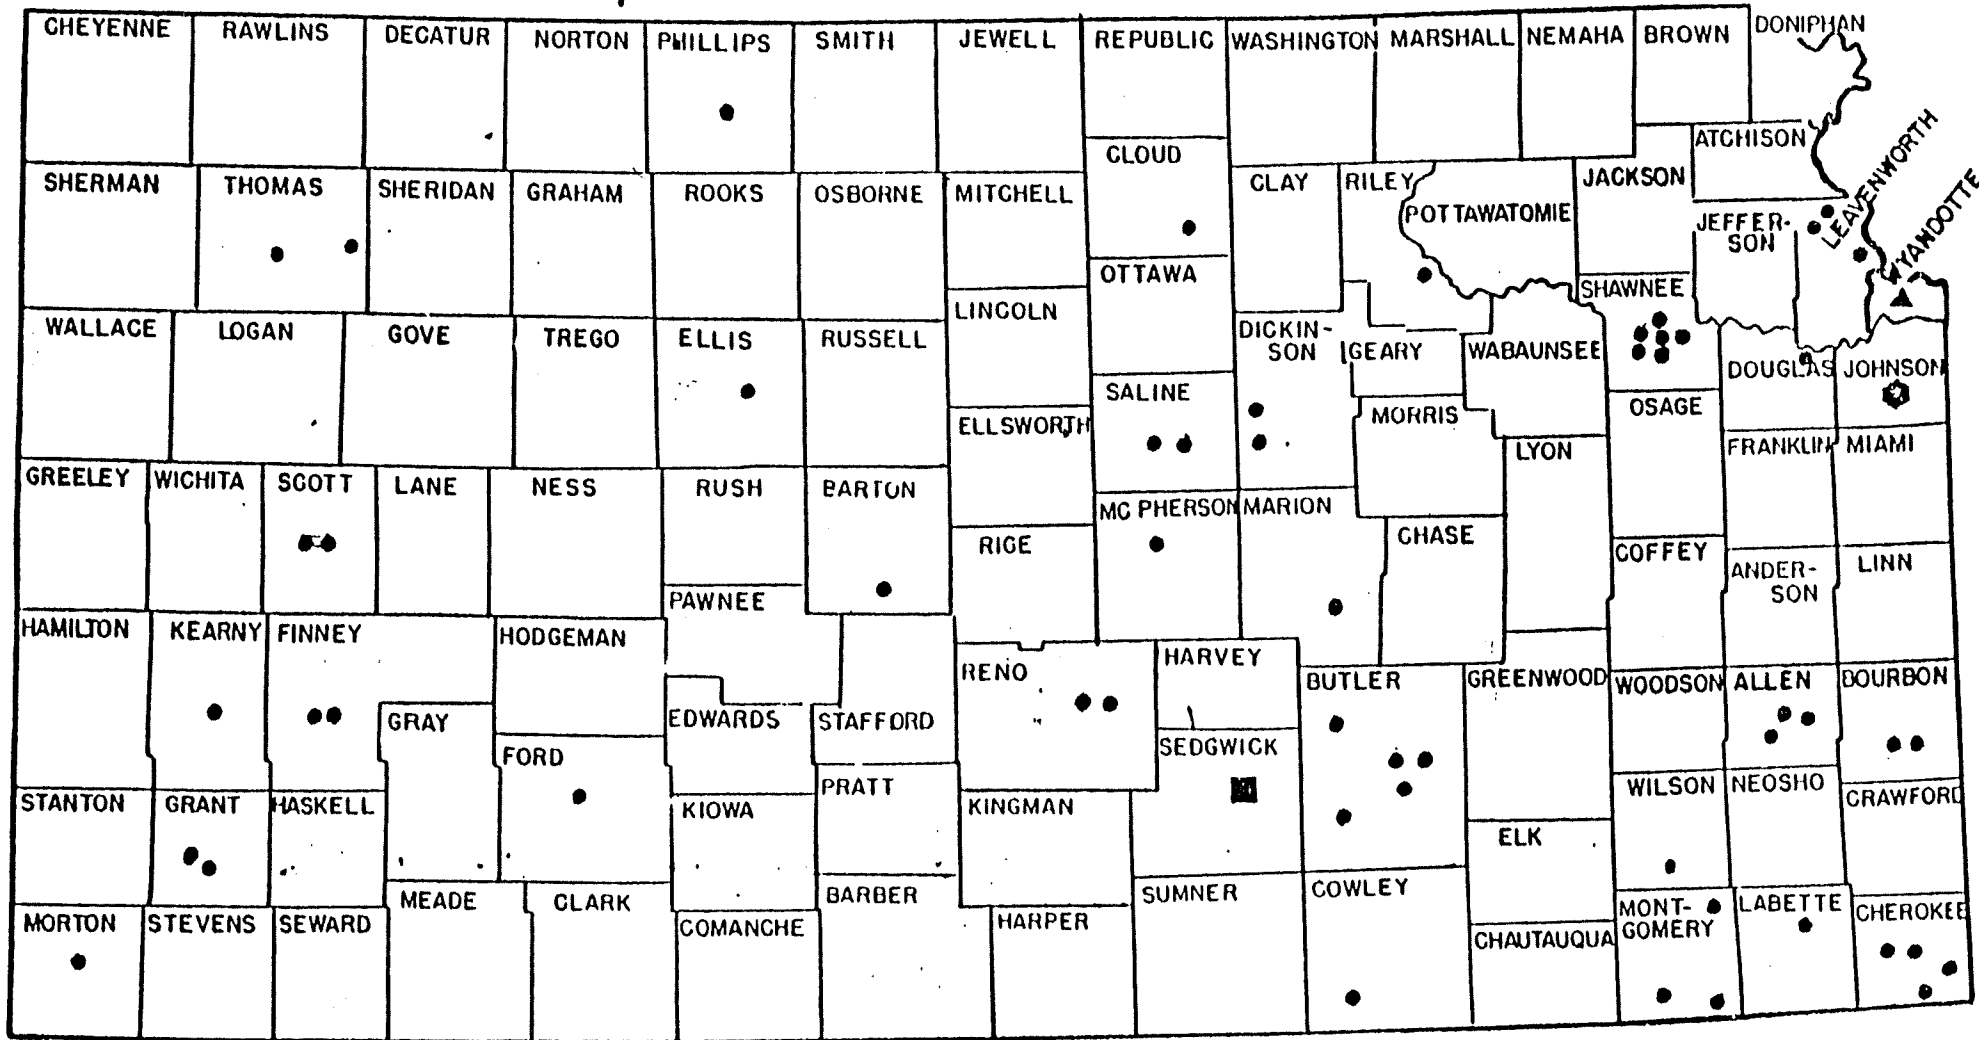 CHEYENNE
RAWLINS
DECATUR
NORTON
PHILLIPS
SMITH
JEWELL
REPUBLIC
WASHINGTON
MARSHALL
NEMAHA
BROWN
DONIPHAN
CLOUD
ATCHISON
SHERMAN
THOMAS
SHERIDAN
GRAHAM
ROOKS
OSBORNE
MITCHELL
CLAY
RILEY
POTTAWATOMIE
JACKSON
JEFFER-
SON
LEAVENWORTH
WYANDOTTE
OTTAWA
SHAWNEE
WALLACE
LOGAN
GOVE
TREGO
ELLIS
RUSSELL
LINCOLN
DICKIN-
SON
GEARY
WABAUNSEE
DOUGLAS
JOHNSON
SALINE
ELLSWORTH
MORRIS
OSAGE
LYON
FRANKLIN
MIAMI
GREELEY
WICHITA
SCOTT
LANE
NESS
RUSH
BARTON
RICE
MC PHERSON
MARION
CHASE
COFFEY
ANDER-
SON
LINN
PAWNEE
HAMILTON
KEARNY
FINNEY
HODGEMAN
RENO
HARVEY
BUTLER
GREENWOOD
WOODSON
ALLEN
BOURBON
GRAY
EDWARDS
STAFFORD
FORD
SEDGWICK
STANTON
GRANT
HASKELL
KIOWA
PRATT
KINGMAN
WILSON
NEOSHO
CRAWFORD
ELK
MEADE
CLARK
BARBER
SUMNER
COWLEY
MORTON
STEVENS
SEWARD
COMANCHE
HARPER
CHAUTAUQUA
MONT-
GOMERY
LABETTE
CHEROKEE